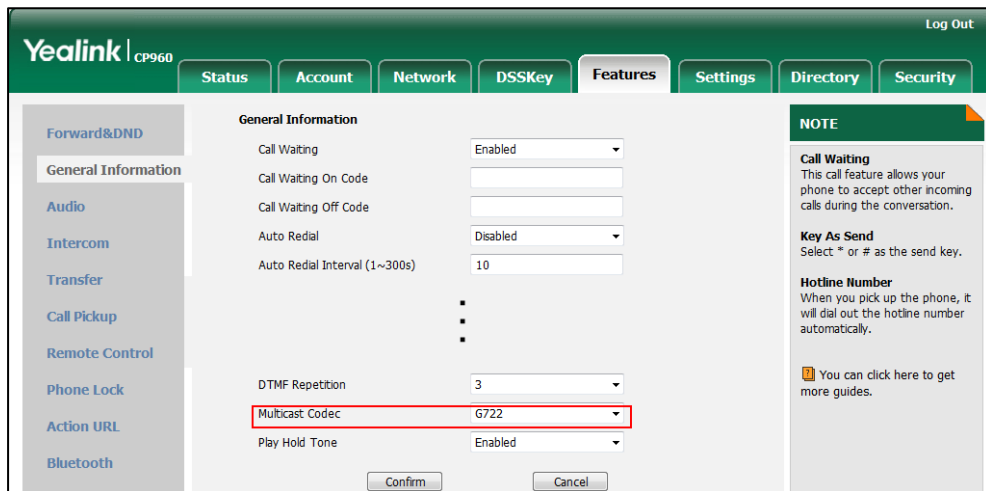 Log Out
Yealink CP960
Status Account Network DSSKey Features Settings Directory Security
Forward&DND
General Information
Audio
Intercom
Transfer
Call Pickup
Remote Control
Phone Lock
Action URL
Bluetooth
General Information
Call Waiting Enabled
Call Waiting On Code
Call Waiting Off Code
Auto Redial Disabled
Auto Redial Interval (1~300s) 10
DTMF Repetition 3
Multicast Codec G722
Play Hold Tone Enabled
Confirm Cancel
NOTE
Call Waiting
This call feature allows your
phone to accept other incoming
calls during the conversation.
Key As Send
Select * or # as the send key.
Hotline Number
When you pick up the phone, it
will dial out the hotline number
automatically.
You can click here to get
more guides.